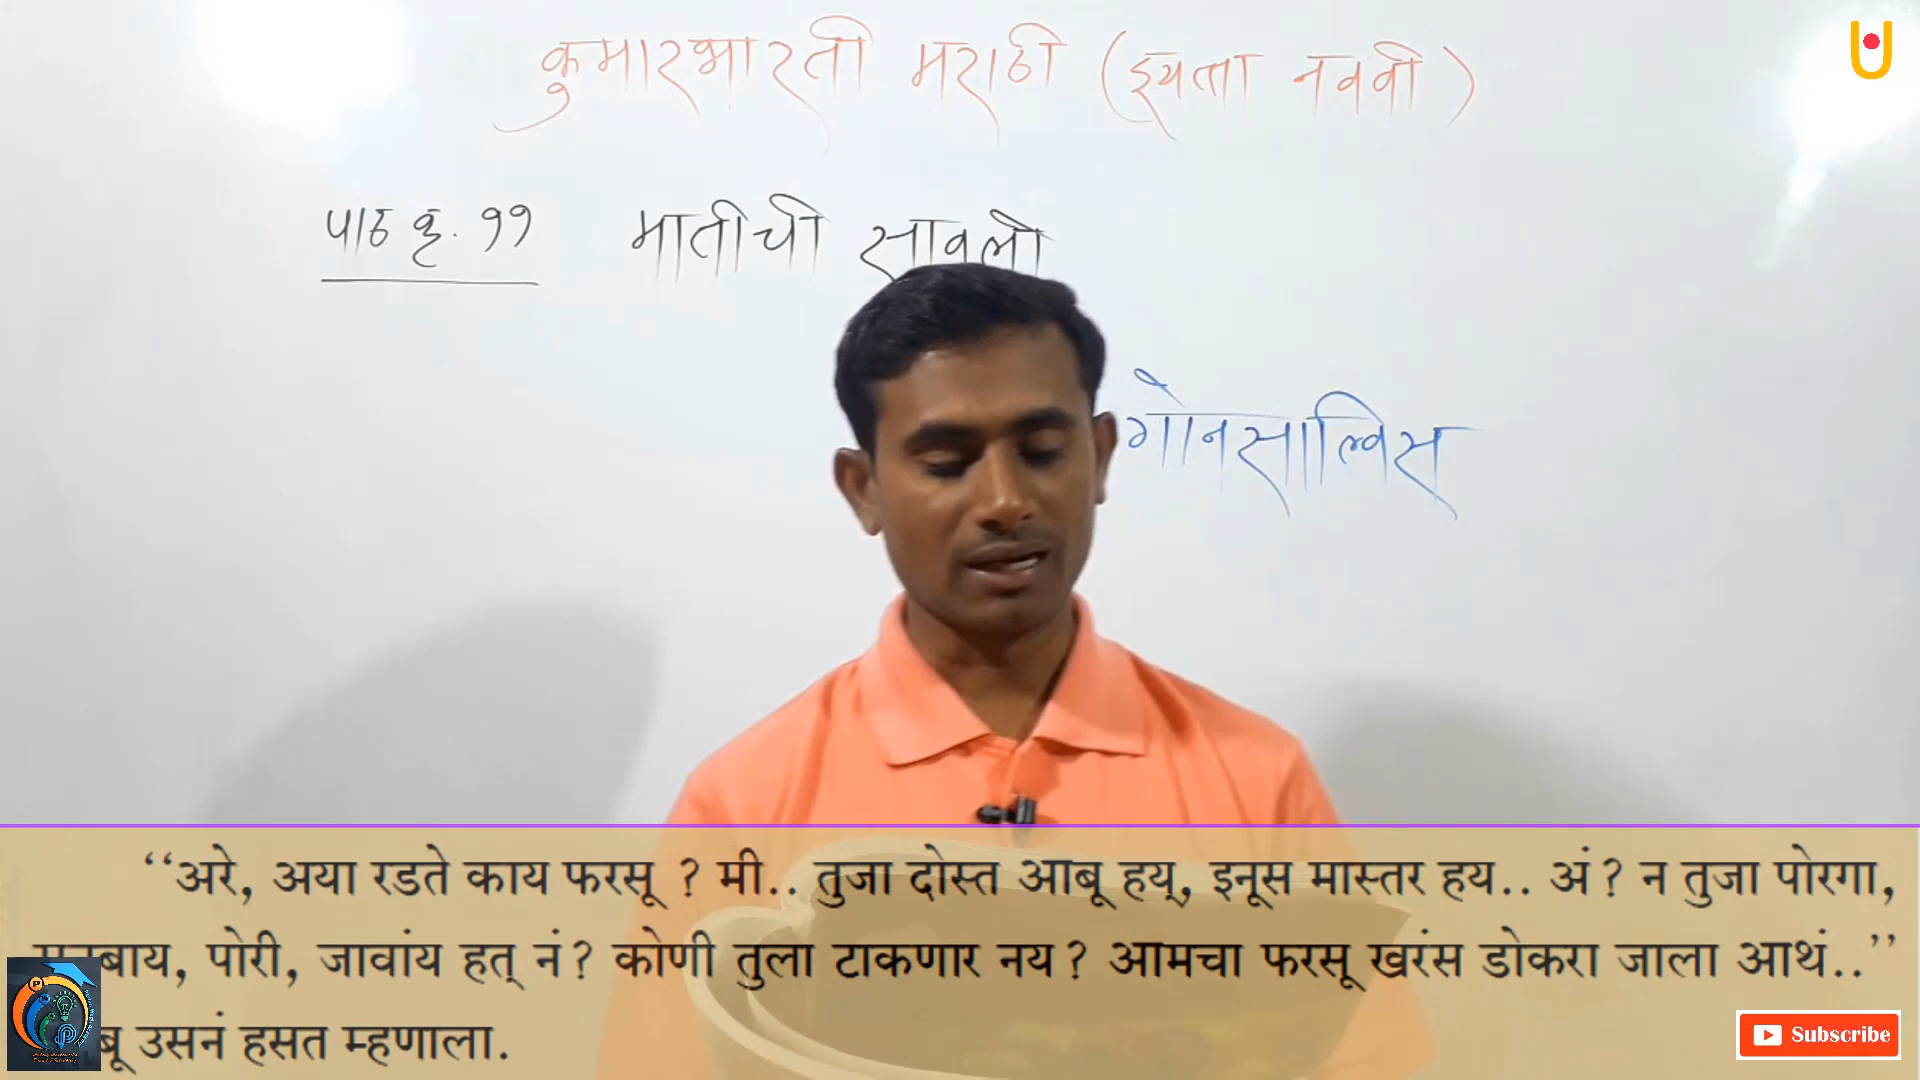 कुमारभारती मराठी (इयत्ता नववी)
पाठ क्र. ११ मातीची सावली
गोन्साल्विस
‘‘अरे, अया रडते काय फरसू ? मी.. तुजा दोस्त आबू हय्, इनूस मास्तर हय.. अं? न तुजा पोरगा,
पोरी, जावांय हत् नं? कोणी तुला टाकणार नय? आमचा फरसू खरंस डोकरा जाला आथं..’’
उसनं हसत म्हणाला.
Subscribe